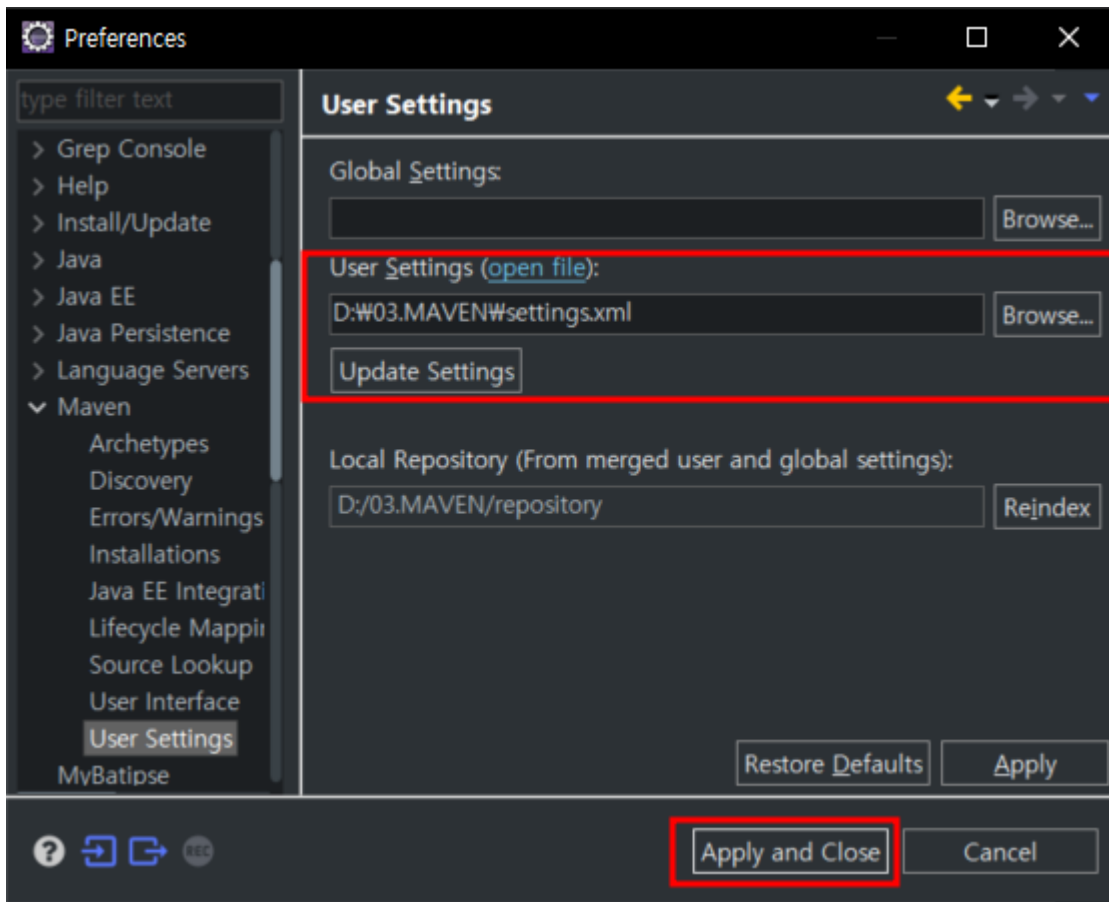 Preferences
type filter text
Grep Console
Help
Install/Update
Java
Java EE
Java Persistence
Language Servers
Maven
Archetypes
Discovery
Errors/Warnings
Installations
Java EE Integrati
Lifecycle Mappin
Source Lookup
User Interface
User Settings
MyBatipse
User Settings
Global Settings:
Browse...
User Settings (open file):
D:₩03.MAVEN₩settings.xml
Browse...
Update Settings
Local Repository (From merged user and global settings):
D:/03.MAVEN/repository
Reindex
Restore Defaults
Apply
REC
Apply and Close
Cancel